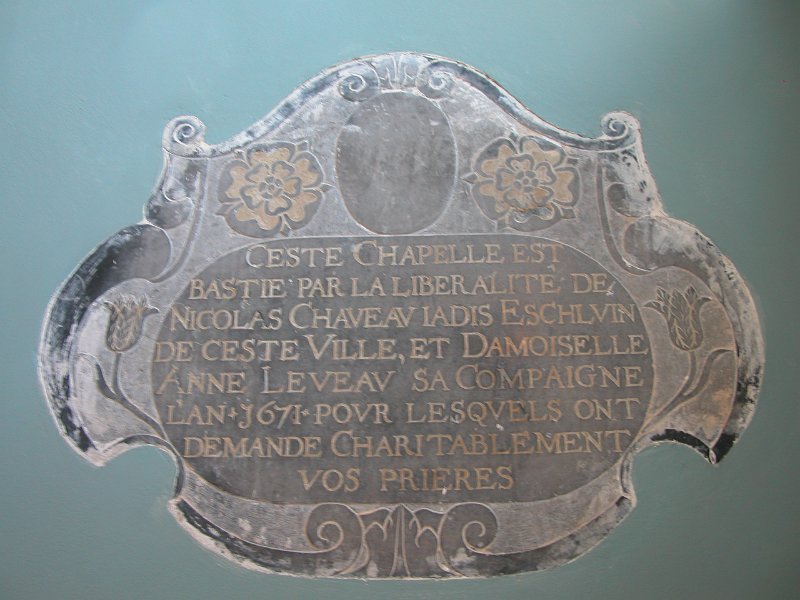 CESTE CHAPELLE EST
BASTIE PAR LA LIBERALITE DE
NICOLAS CHAVEAV IADIS ESCHLVIN
DE CESTE VILLE, ET DAMOISELLE
ANNE LEVEAV SA COMPAIGNE
LAN 1671 POVR LESQVELS ONT
DEMANDE CHARITABLEMENT
VOS PRIERES